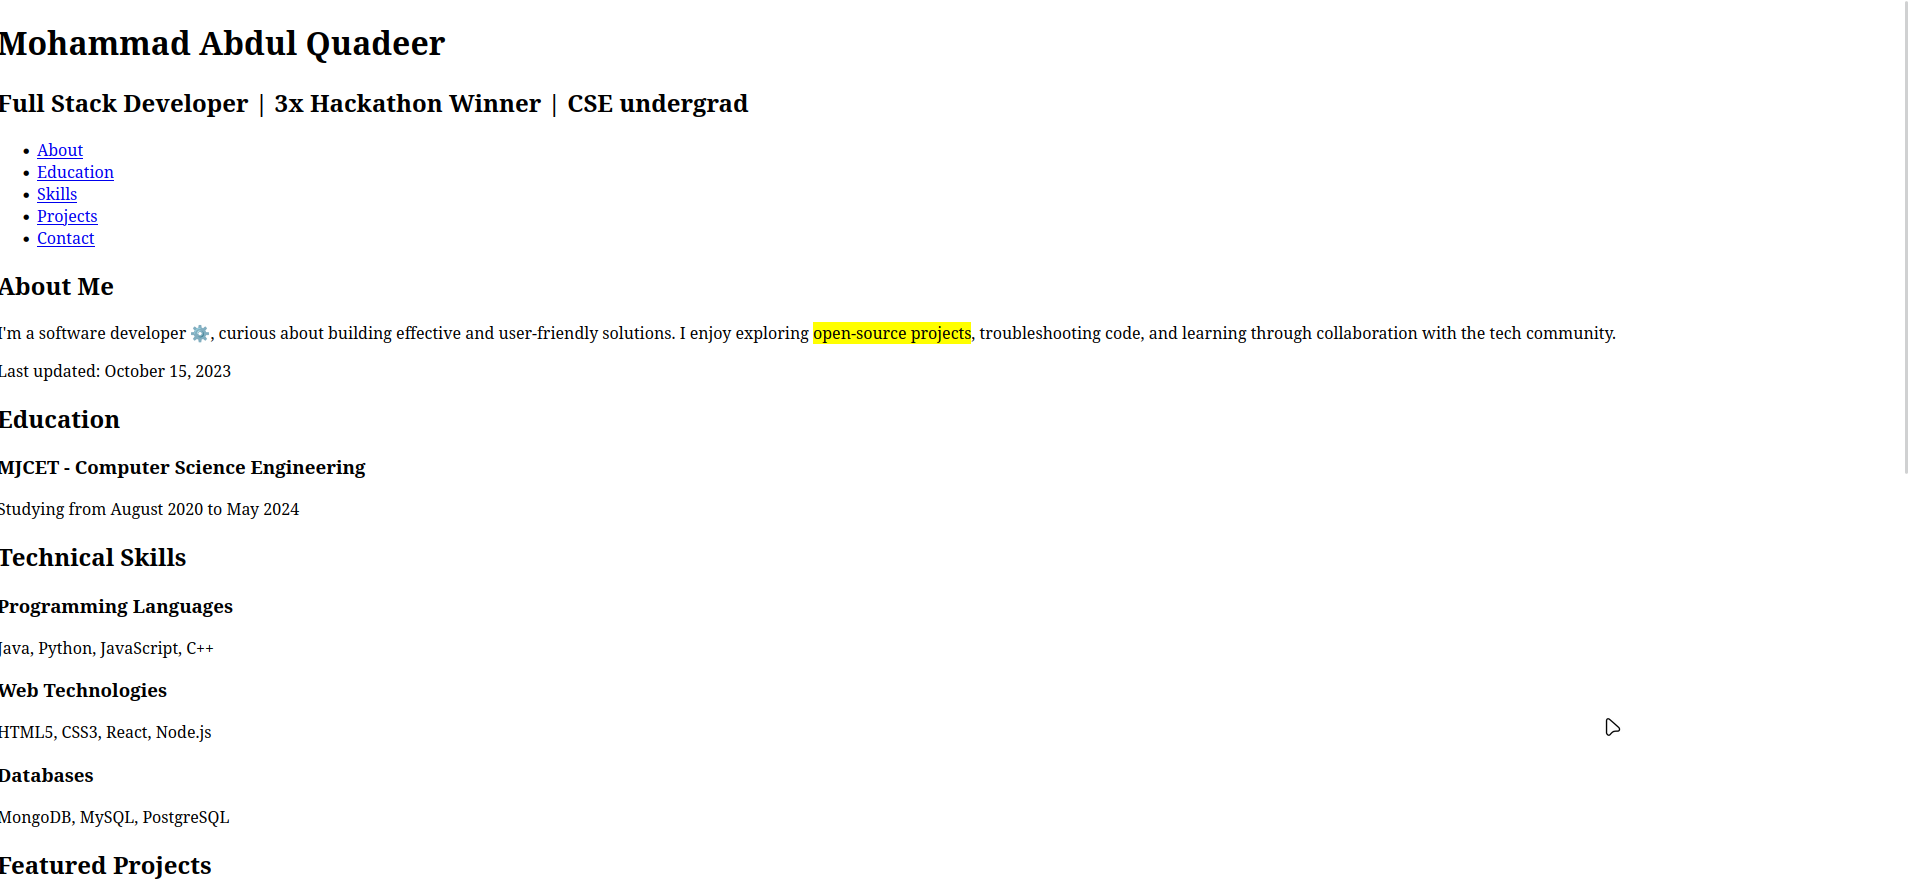 Mohammad Abdul Quadeer
Full Stack Developer | 3x Hackathon Winner | CSE undergrad
• About
• Education
• Skills
• Projects
• Contact
About Me
I'm a software developer ⚙️, curious about building effective and user-friendly solutions. I enjoy exploring open-source projects, troubleshooting code, and learning through collaboration with the tech community.
Last updated: October 15, 2023
Education
MJCET - Computer Science Engineering
Studying from August 2020 to May 2024
Technical Skills
Programming Languages
Java, Python, JavaScript, C++
Web Technologies
HTML5, CSS3, React, Node.js
Databases
MongoDB, MySQL, PostgreSQL
Featured Projects